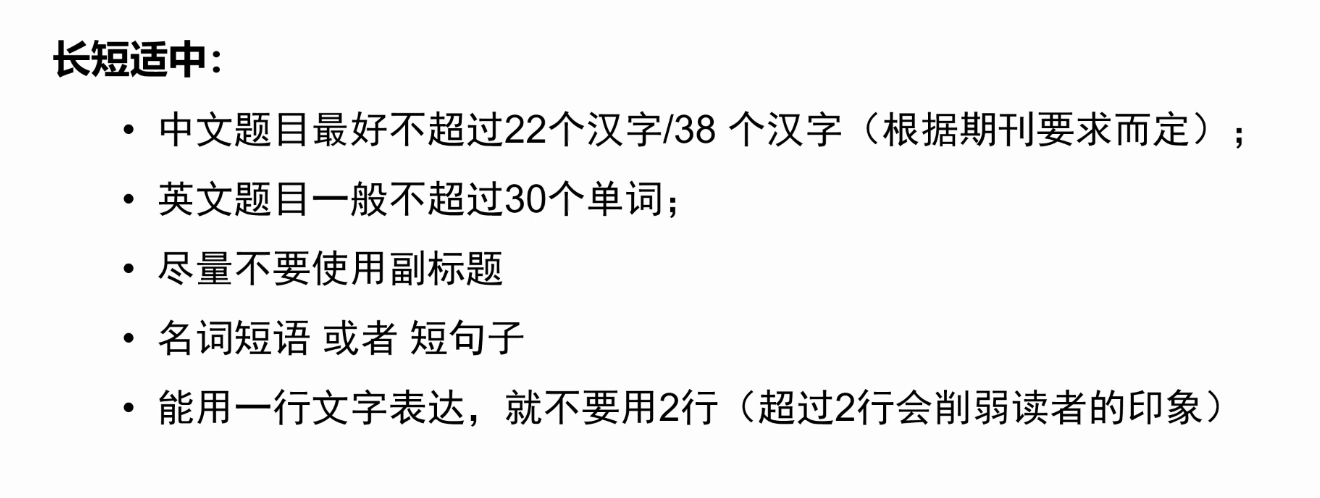 长短适中：
• 中文题目最好不超过22个汉字/38 个汉字（根据期刊要求而定）；
• 英文题目一般不超过30个单词；
• 尽量不要使用副标题
• 名词短语 或者 短句子
• 能用一行文字表达，就不要用2行（超过2行会削弱读者的印象）